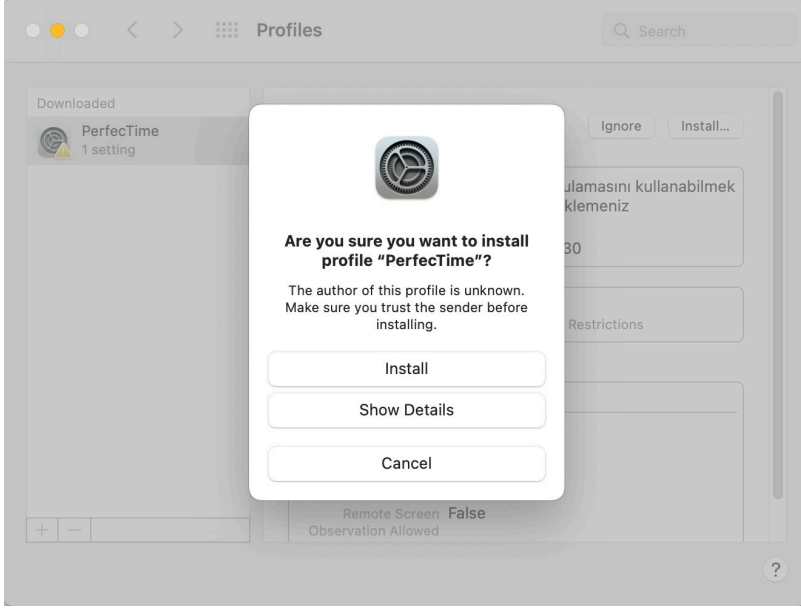 Profiles
Search
Downloaded
PerfecTime
1 setting
Ignore
Install...
ulamasını kullanabilmek
klemeniz
30
Restrictions
Are you sure you want to install
profile “PerfecTime”?
The author of this profile is unknown.
Make sure you trust the sender before
installing.
Install
Show Details
Cancel
Remote Screen False
Observation Allowed
?